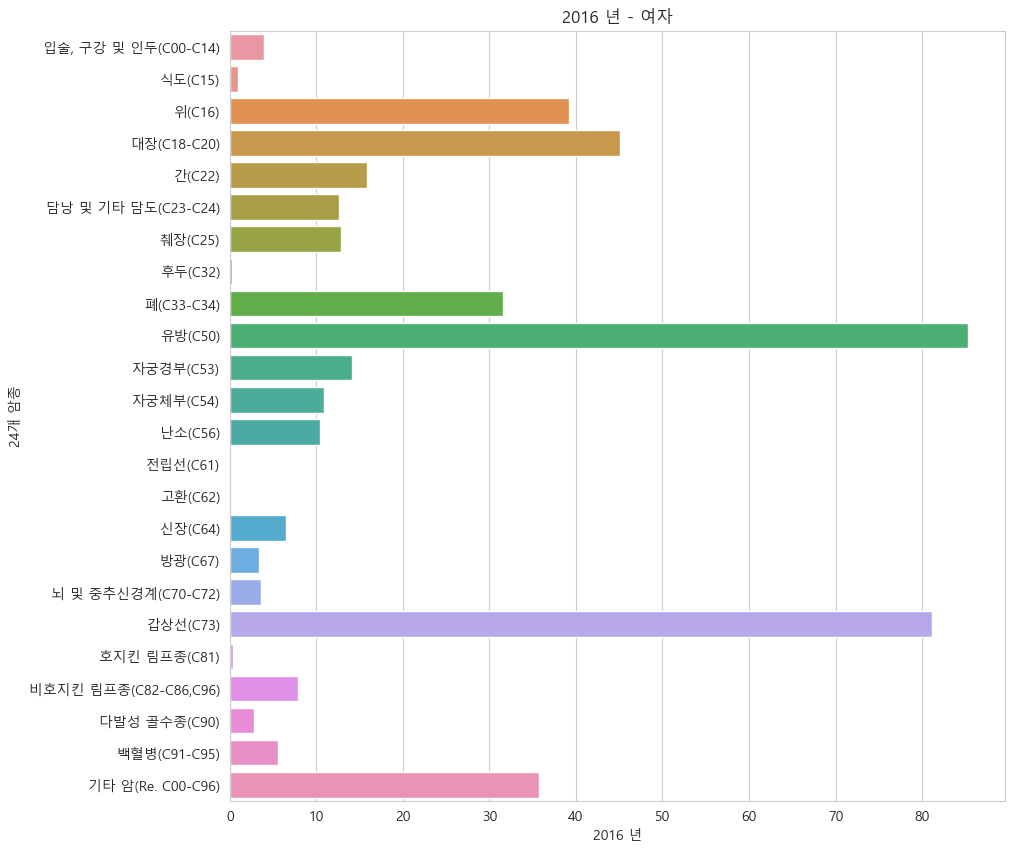 2016 년 - 여자
입술, 구강 및 인두(C00-C14)
식도(C15)
위(C16)
대장(C18-C20)
간(C22)
담낭 및 기타 담도(C23-C24)
췌장(C25)
후두(C32)
폐(C33-C34)
유방(C50)
자궁경부(C53)
자궁체부(C54)
난소(C56)
전립선(C61)
고환(C62)
신장(C64)
방광(C67)
뇌 및 중추신경계(C70-C72)
갑상선(C73)
호지킨 림프종(C81)
비호지킨 림프종(C82-C86,C96)
다발성 골수종(C90)
백혈병(C91-C95)
기타 암(Re. C00-C96)
24개 암종
0 10 20 30 40 50 60 70 80
2016 년